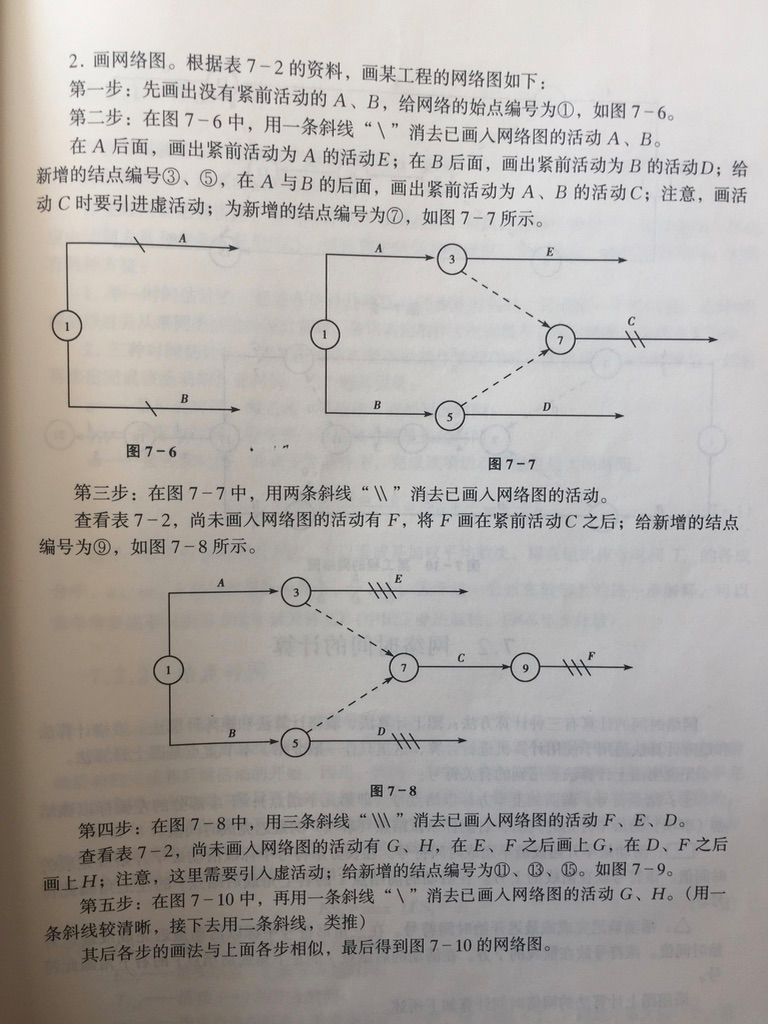 2. 画网络图。根据表 7－2 的资料，画某工程的网络图如下：
第一步：先画出没有紧前活动的 A、B，给网络的始点编号为①，如图 7－6。
第二步：在图 7－6 中，用一条斜线“\”消去已画入网络图的活动 A、B。
在 A 后面，画出紧前活动为 A 的活动E；在 B 后面，画出紧前活动为 B 的活动D；给
新增的结点编号③、⑤，在 A 与B 的后面，画出紧前活动为 A、B 的活动C；注意，画活
动 C 时要引进虚活动；为新增的结点编号为⑦，如图 7－7 所示。
A
1
B
图 7－6
A
3
E
1
7
C
B
5
D
图 7－7
第三步：在图 7－7 中，用两条斜线“\\”消去已画入网络图的活动。
查看表 7－2，尚未画入网络图的活动有 F，将 F 画在紧前活动C 之后；给新增的结点
编号为⑨，如图 7－8 所示。
A
3
E
1
7
C
9
F
B
5
D
图 7－8
第四步：在图 7－8 中，用三条斜线“\\\”消去已画入网络图的活动 F、E、D。
查看表 7－2，尚未画入网络图的活动有 G、H，在 E、F 之后画上G，在 D、F 之后
画上H；注意，这里需要引入虚活动；给新增的结点编号为⑪、⑬、⑮。如图 7－9。
第五步：在图 7－10 中，再用一条斜线“\”消去已画入网络图的活动 G、H。（用一
条斜线较清晰，接下去用二条斜线，类推）
其后各步的画法与上面各步相似，最后得到图 7－10 的网络图。